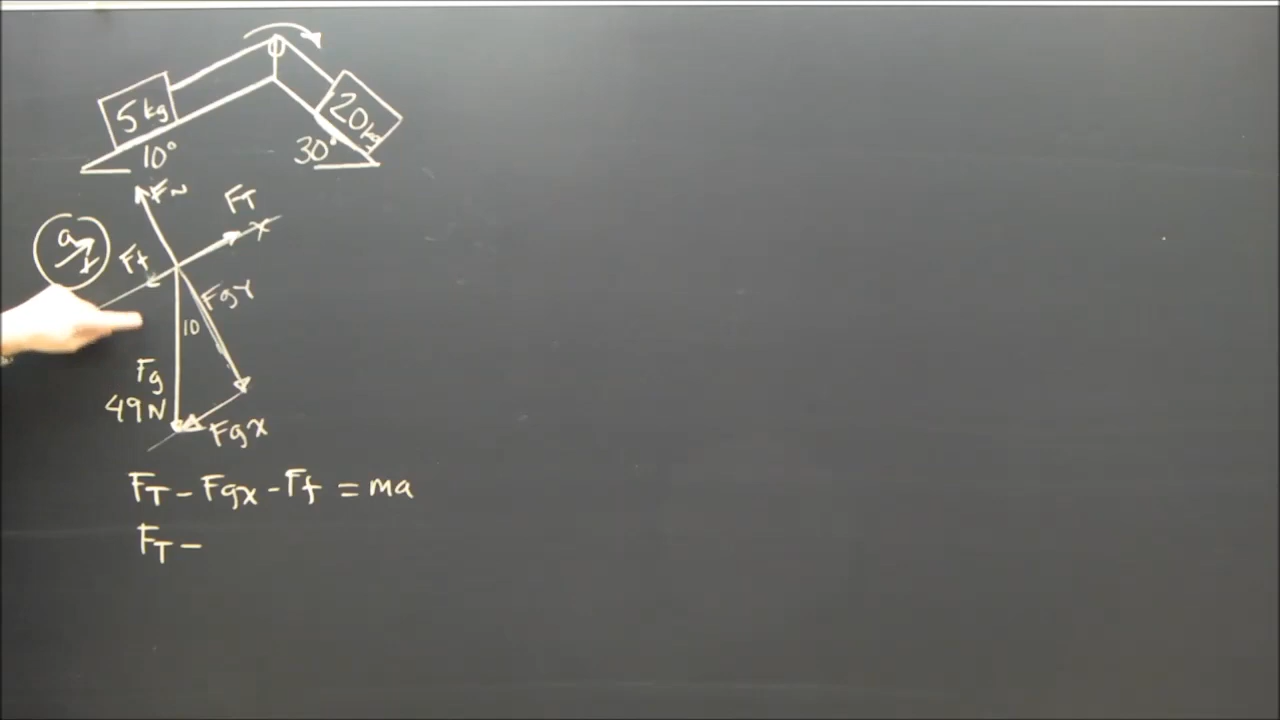 5kg
20kg
10°
30°
FN
FT
x
a
Ff
FgY
10
Fg
49N
Fgx
FT - Fgx - Ff = ma
FT -